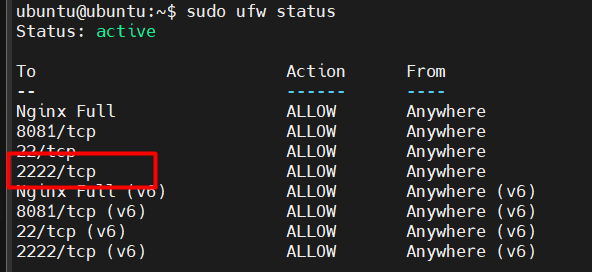 ubuntu@ubuntu:~$ sudo ufw status
Status: active
To Action From
-- ------ ----
Nginx Full ALLOW Anywhere
8081/tcp ALLOW Anywhere
22/tcp ALLOW Anywhere
2222/tcp ALLOW Anywhere
Nginx Full (v6) ALLOW Anywhere (v6)
8081/tcp (v6) ALLOW Anywhere (v6)
22/tcp (v6) ALLOW Anywhere (v6)
2222/tcp (v6) ALLOW Anywhere (v6)